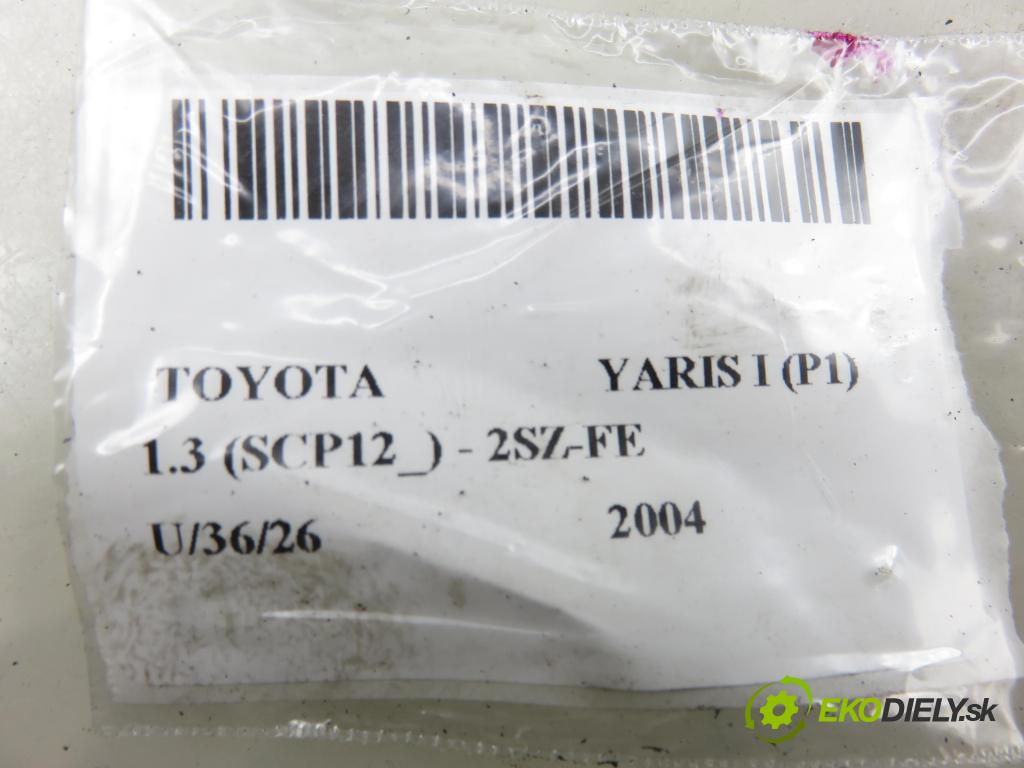 TOYOTA YARIS I (P1)
1.3 (SCP12_) - 2SZ-FE
U/36/26 2004
EKODIELY.sk